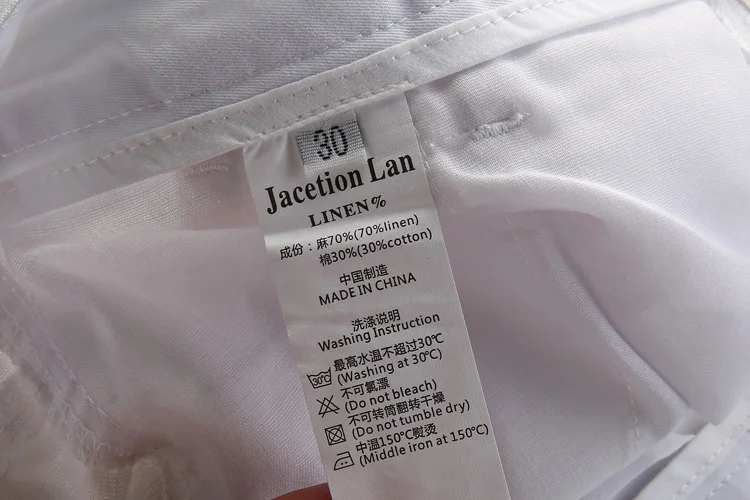 30
Jacetion Lan
LINEN%
成份：麻70%(70%linen)
棉30%(30%cotton)
中国制造
MADE IN CHINA
洗涤说明
Washing Instruction
最高水温不超过30℃
30℃ (Washing at 30℃)
不可氯漂
(Do not bleach)
不可转筒翻转干燥
(Do not tumble dry)
中温150℃熨烫
(Middle iron at 150℃)